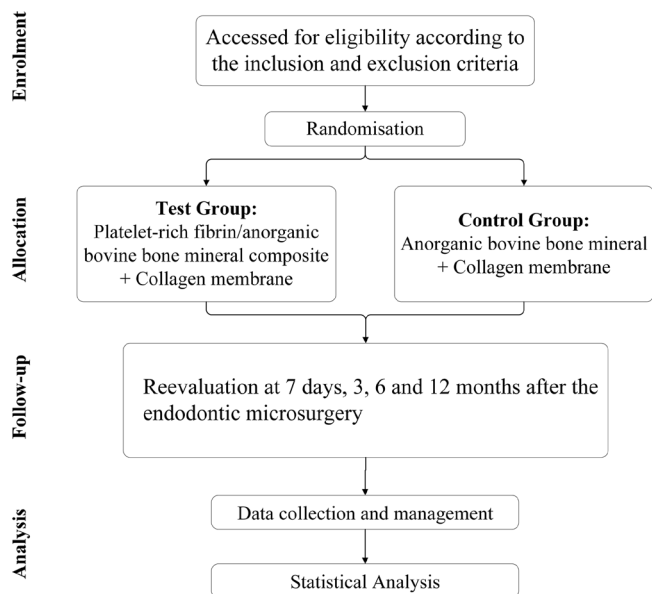 Enrolment
Accessed for eligibility according to
the inclusion and exclusion criteria
Randomisation
Allocation
Test Group:
Platelet-rich fibrin/anorganic
bovine bone mineral composite
+ Collagen membrane
Control Group:
Anorganic bovine bone mineral
+ Collagen membrane
Follow-up
Reevaluation at 7 days, 3, 6 and 12 months after the
endodontic microsurgery
Analysis
Data collection and management
Statistical Analysis